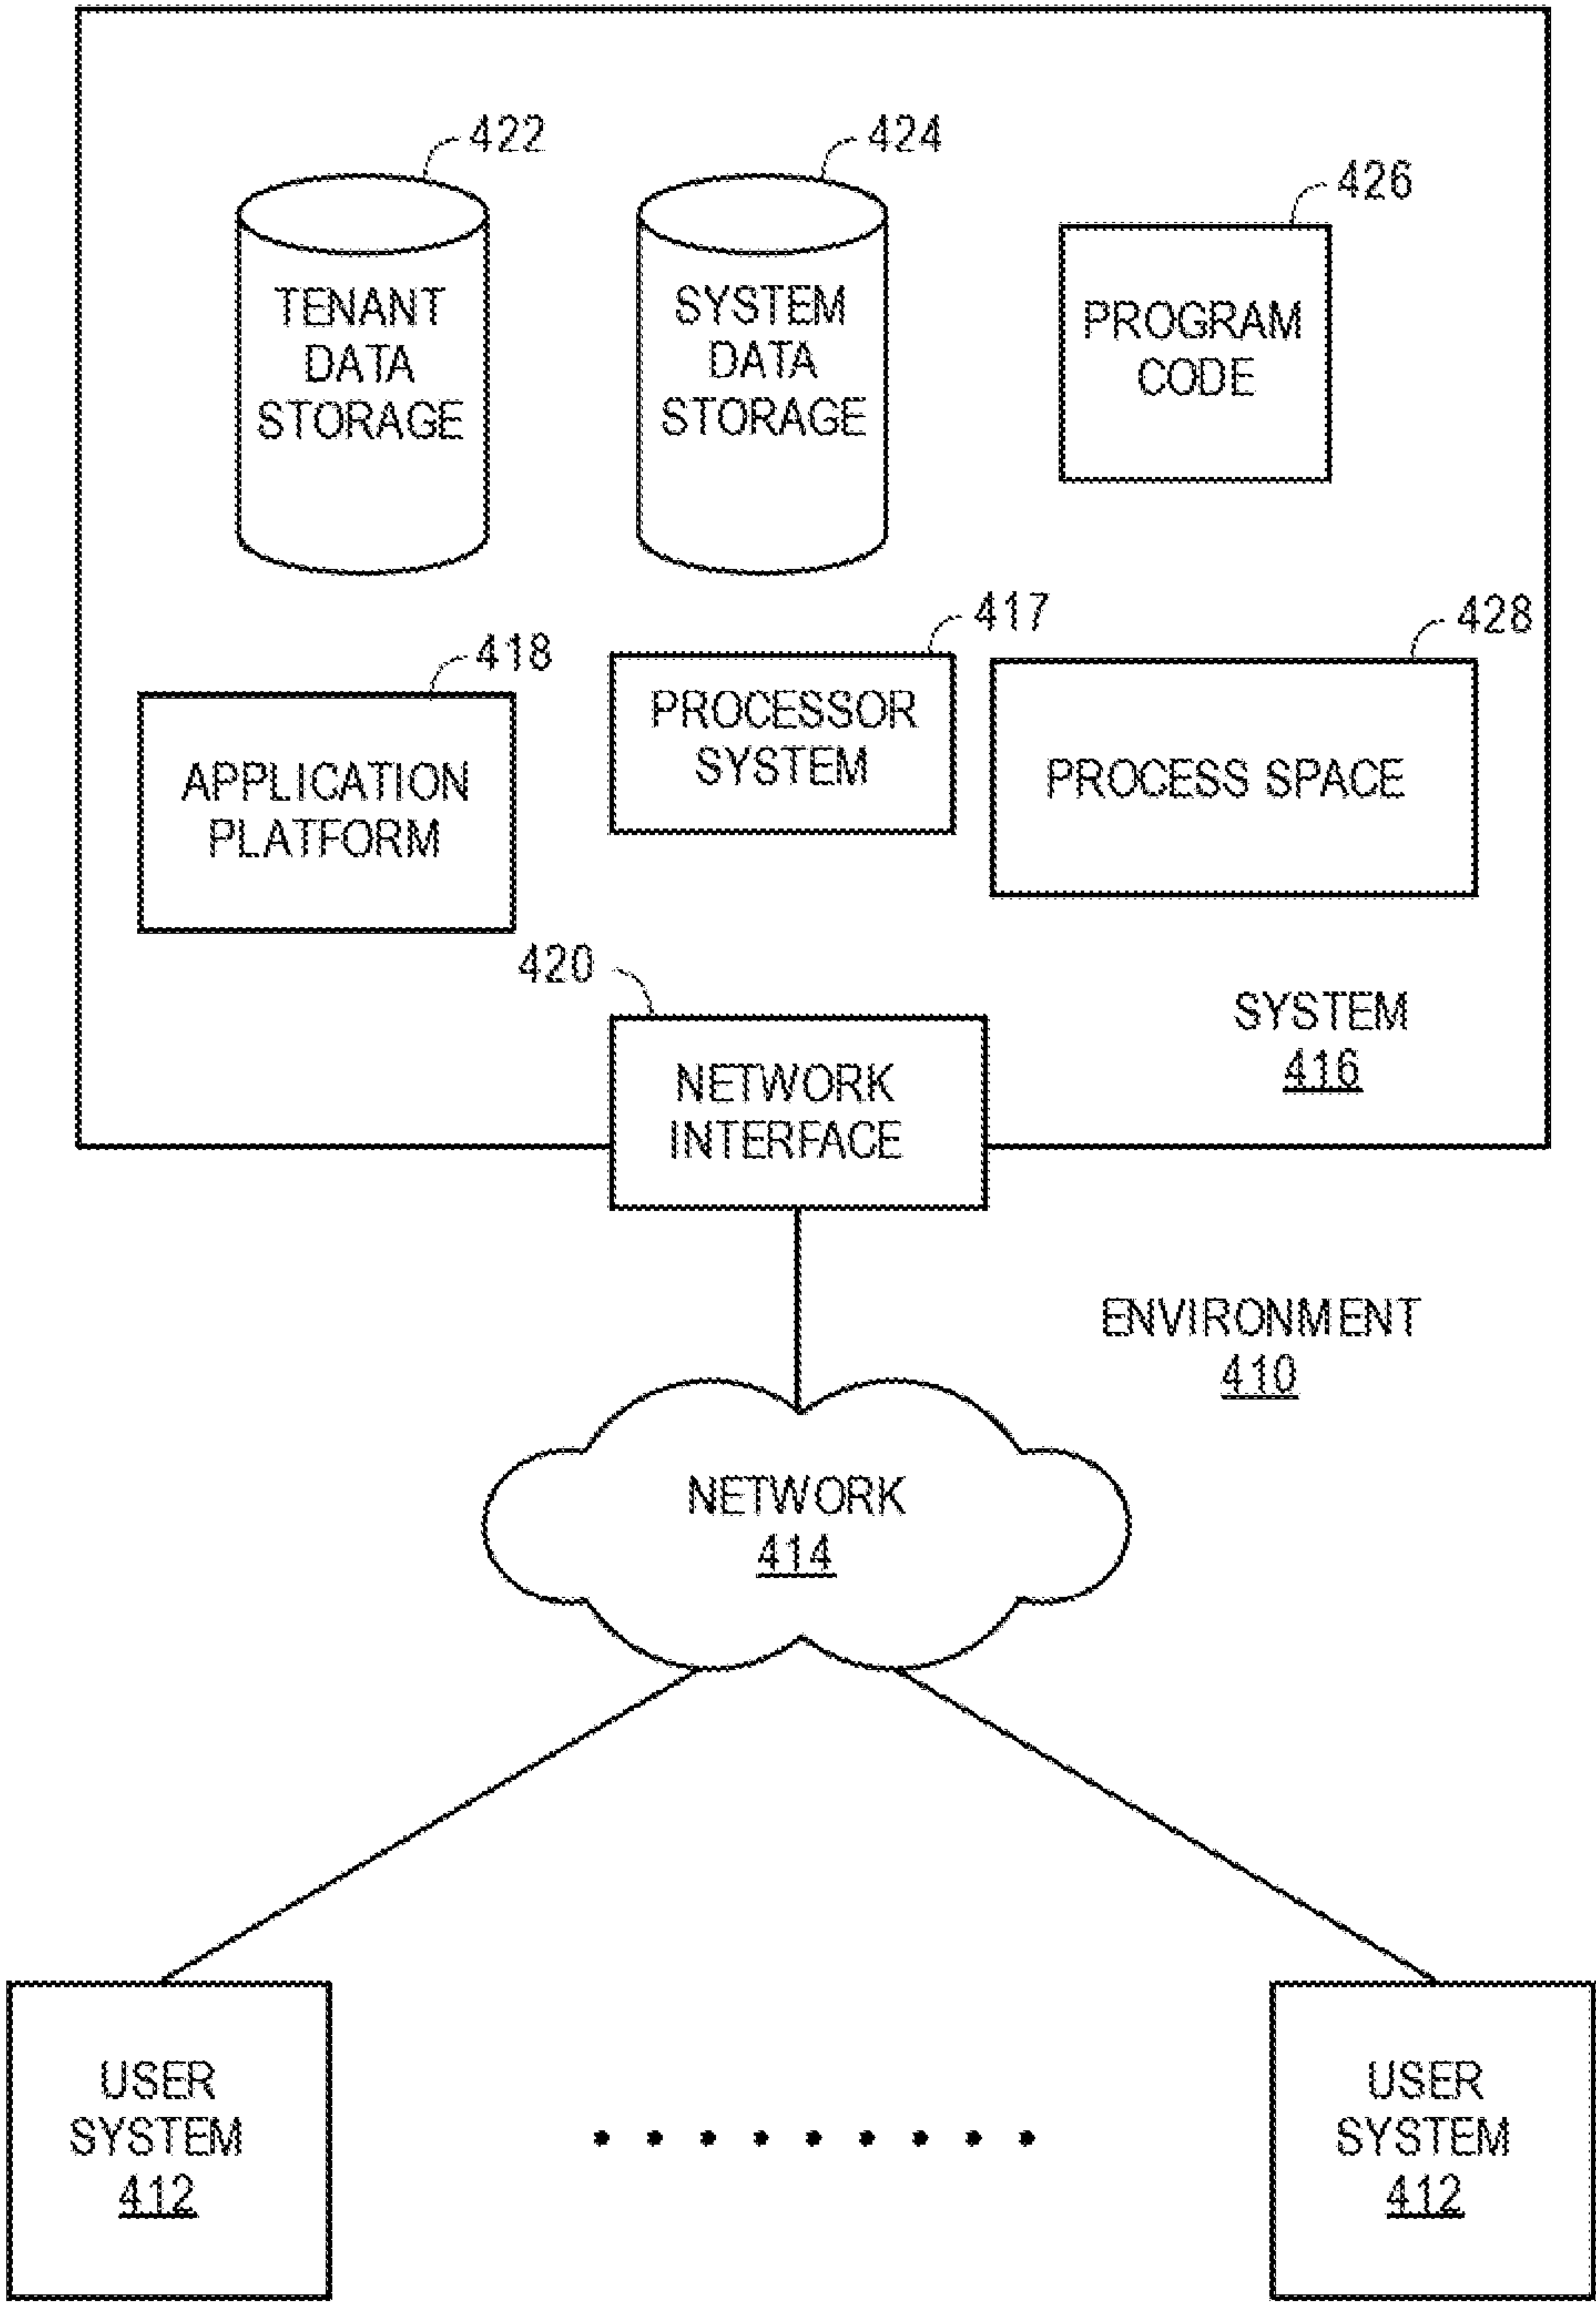 422
424
426
TENANT
DATA
STORAGE
SYSTEM
DATA
STORAGE
PROGRAM
CODE
418
417
428
APPLICATION
PLATFORM
PROCESSOR
SYSTEM
PROCESS SPACE
420
NETWORK
INTERFACE
SYSTEM
416
ENVIRONMENT
410
NETWORK
414
USER
SYSTEM
412
USER
SYSTEM
412